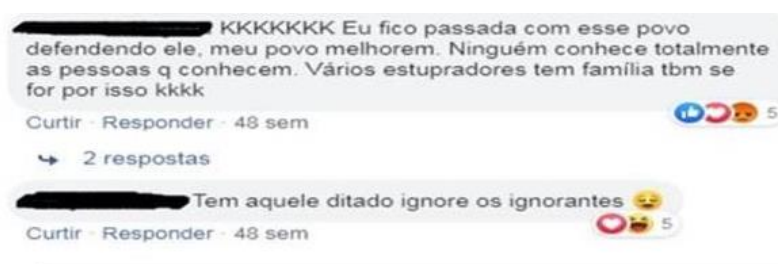 KKKKKKK Eu fico passada com esse povo
defendendo ele, meu povo melhorem. Ninguém conhece totalmente
as pessoas q conhecem. Vários estupradores tem família tbm se
for por isso kkkk
5
Curtir · Responder · 48 sem
2 respostas
Tem aquele ditado ignore os ignorantes 😔
5
Curtir · Responder · 48 sem